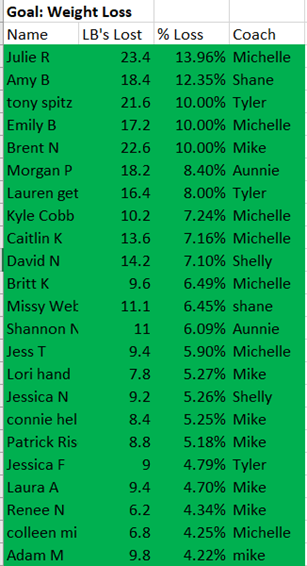 Goal: Weight Loss
Name LB's Lost % Loss Coach
Julie R 23.4 13.96% Michelle
Amy B 18.4 12.35% Shane
tony spitz 21.6 10.00% Tyler
Emily B 17.2 10.00% Michelle
Brent N 22.6 10.00% Mike
Morgan P 18.2 8.40% Aunnie
Lauren get 16.4 8.00% Tyler
Kyle Cobb 10.2 7.24% Michelle
Caitlin K 13.6 7.16% Michelle
David N 14.2 7.10% Shelly
Britt K 9.6 6.49% Michelle
Missy Web 11.1 6.45% shane
Shannon N 11 6.09% Aunnie
Jess T 9.4 5.90% Michelle
Lori hand 7.8 5.27% Mike
Jessica N 9.2 5.26% Shelly
connie hel 8.4 5.25% Mike
Patrick Ris 8.8 5.18% Mike
Jessica F 9 4.79% Tyler
Laura A 9.4 4.70% Mike
Renee N 6.2 4.34% Mike
colleen mi 6.8 4.25% Michelle
Adam M 9.8 4.22% mike